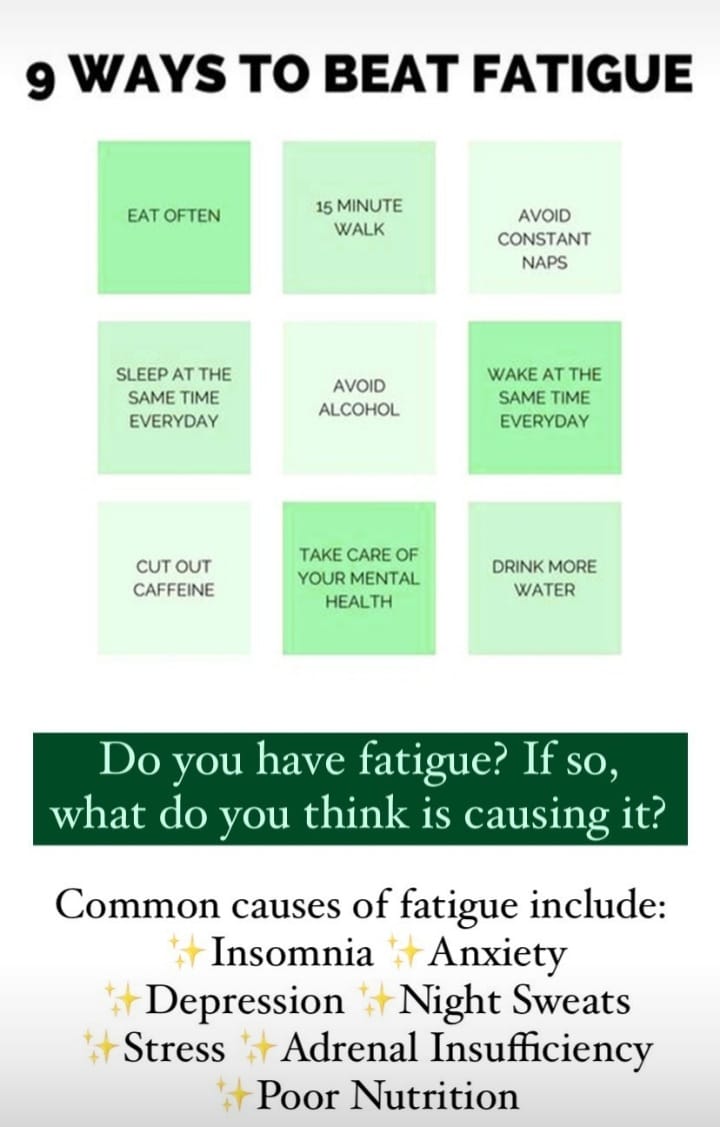 9 WAYS TO BEAT FATIGUE
EAT OFTEN
15 MINUTE
WALK
AVOID
CONSTANT
NAPS
SLEEP AT THE
SAME TIME
EVERYDAY
AVOID
ALCOHOL
WAKE AT THE
SAME TIME
EVERYDAY
CUT OUT
CAFFEINE
TAKE CARE OF
YOUR MENTAL
HEALTH
DRINK MORE
WATER
Do you have fatigue? If so,
what do you think is causing it?
Common causes of fatigue include:
✨Insomnia ✨Anxiety
✨Depression ✨Night Sweats
✨Stress ✨Adrenal Insufficiency
✨Poor Nutrition